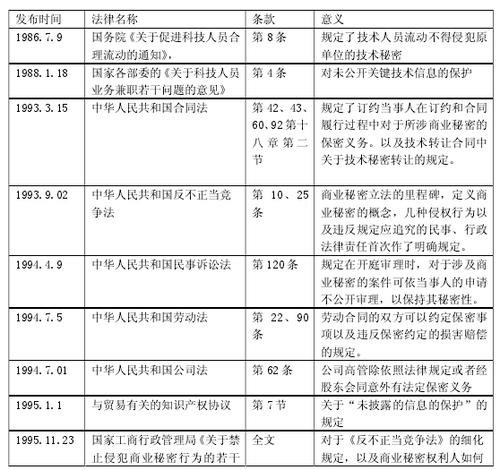 发布时间 法律名称 条款 意义
1986.7.9 国务院《关于促进科技人员合 第8条 规定了技术人员流动不得侵犯原
理流动的通知》, 单位的技术秘密
1988.1.18 国家各部委的《关于科技人员 第4条 对未公开关键技术信息的保护
业务兼职若干问题的意见》
1993.3.15 中华人民共和国合同法 第42、43、 规定了订约当事人在订约和合同
60.92第十 履行过程中对于所涉商业秘密的
八章第二 保密义务。以及技术转让合同中
节 关于技术秘密转让的规定。
1993.9.02 中华人民共和国反不正当竞 第 10、25 商业秘密立法的里程碑，定义商
争法 条 业秘密的概念，几种侵权行为以
及违反规定应追究的民事、行政
法律责任首次作了明确规定。
1994.4.9 中华人民共和国民事诉讼法 第120条 规定在开庭审理时，对于涉及商
业秘密的案件可依当事人的申请
不公开审理，以保持其秘密性。
1994.7.5 中华人民共和国劳动法 第 22、90 劳动合同的双方可以约定保密事
条 项以及违反保密约定的损害赔偿
的规定。
1994.7.01 中华人民共和国公司法 第62条 公司高管除依照法律规定或者经
股东会同意外有法定保密义务
1995.1.1 与贸易有关的知识产权协议 第7节 关于“未披露的信息的保护”的
规定
1995.11.23 国家工商行政管理局《关于禁 全文 对于《反不正当竞争法》的细化
止侵犯商业秘密行为的若干 规定，以及商业秘密权利人如何